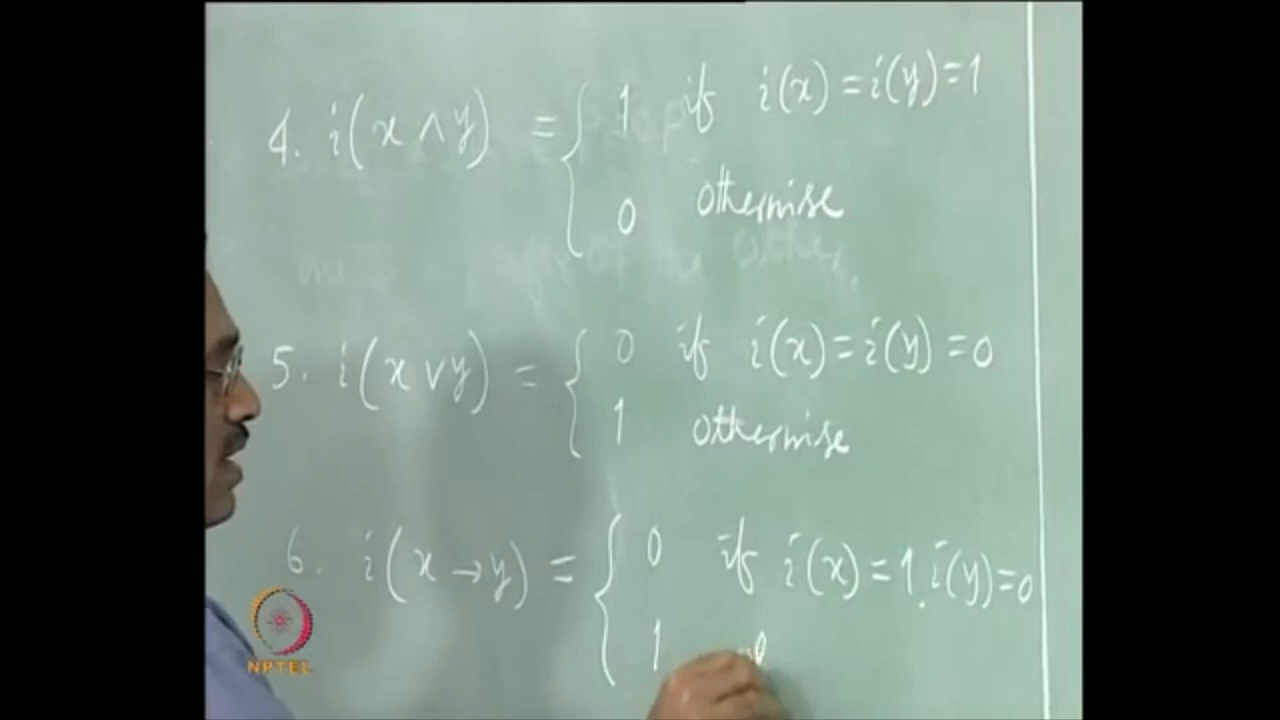 4. i(x ∧ y) = { 1 if i(x) = i(y) = 1
0 otherwise
5. i(x ∨ y) = { 0 if i(x) = i(y) = 0
1 otherwise
6. i(x → y) = { 0 if i(x) = 1, i(y) = 0
1
NPTEL